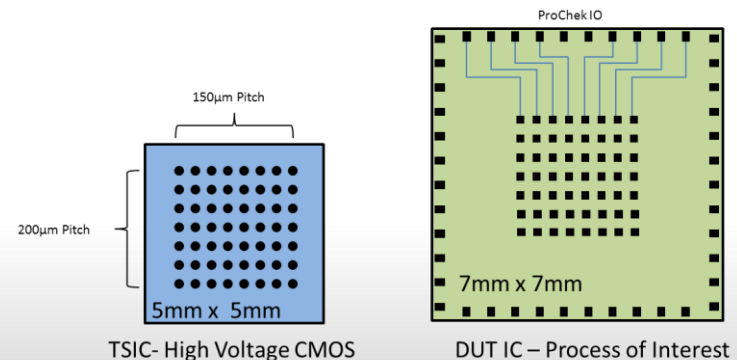 ProChek IO
150µm Pitch
200µm Pitch
5mm x 5mm
7mm x 7mm
TSIC- High Voltage CMOS
DUT IC – Process of Interest